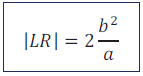 |LR| = 2 b²/a